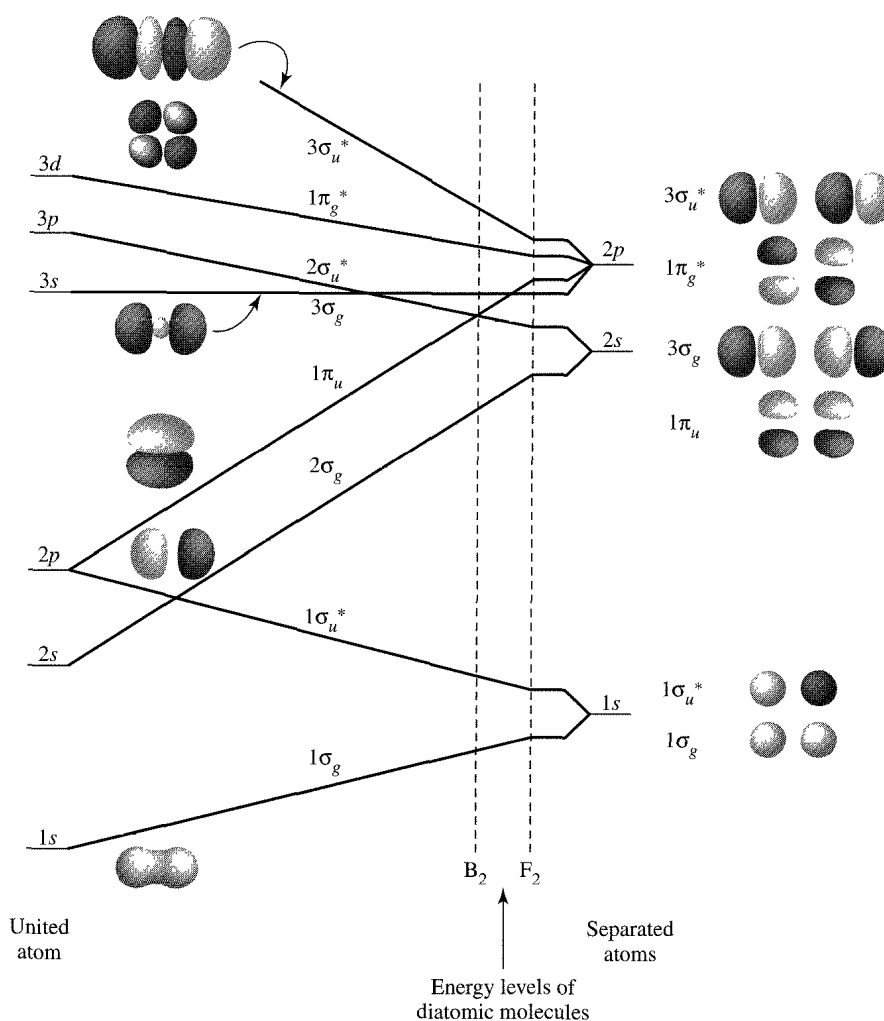 3σᵤ*
3d
1πg*
3σᵤ*
3p
2p
2σᵤ*
1πg*
3s
3σg
2s
3σg
1πᵤ
1πᵤ
2σg
2p
1σᵤ*
2s
1σᵤ*
1s
1σg
1σg
1s
B₂
F₂
United
atom
Separated
atoms
Energy levels of
diatomic molecules